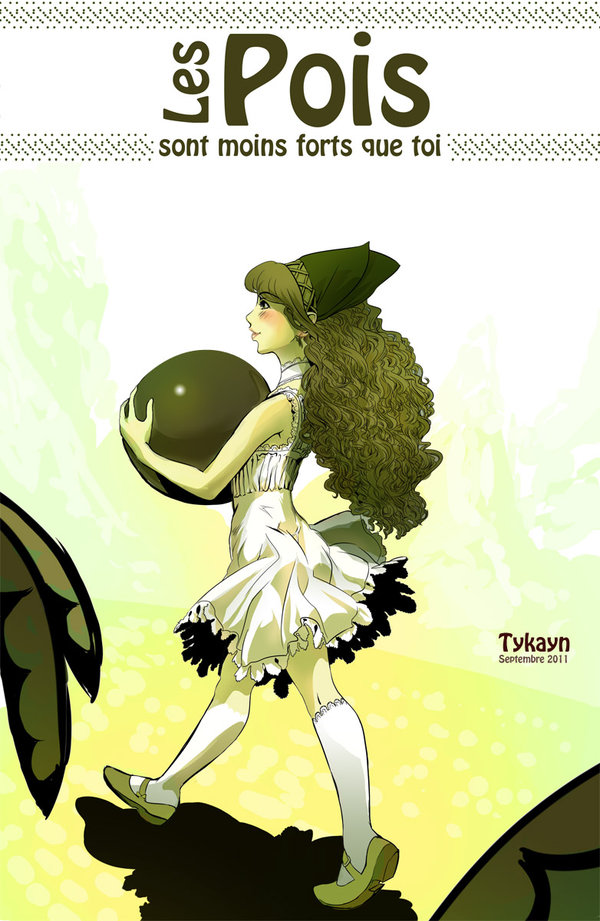 Les Pois
sont moins forts que toi
Tykayn
Septembre 2011